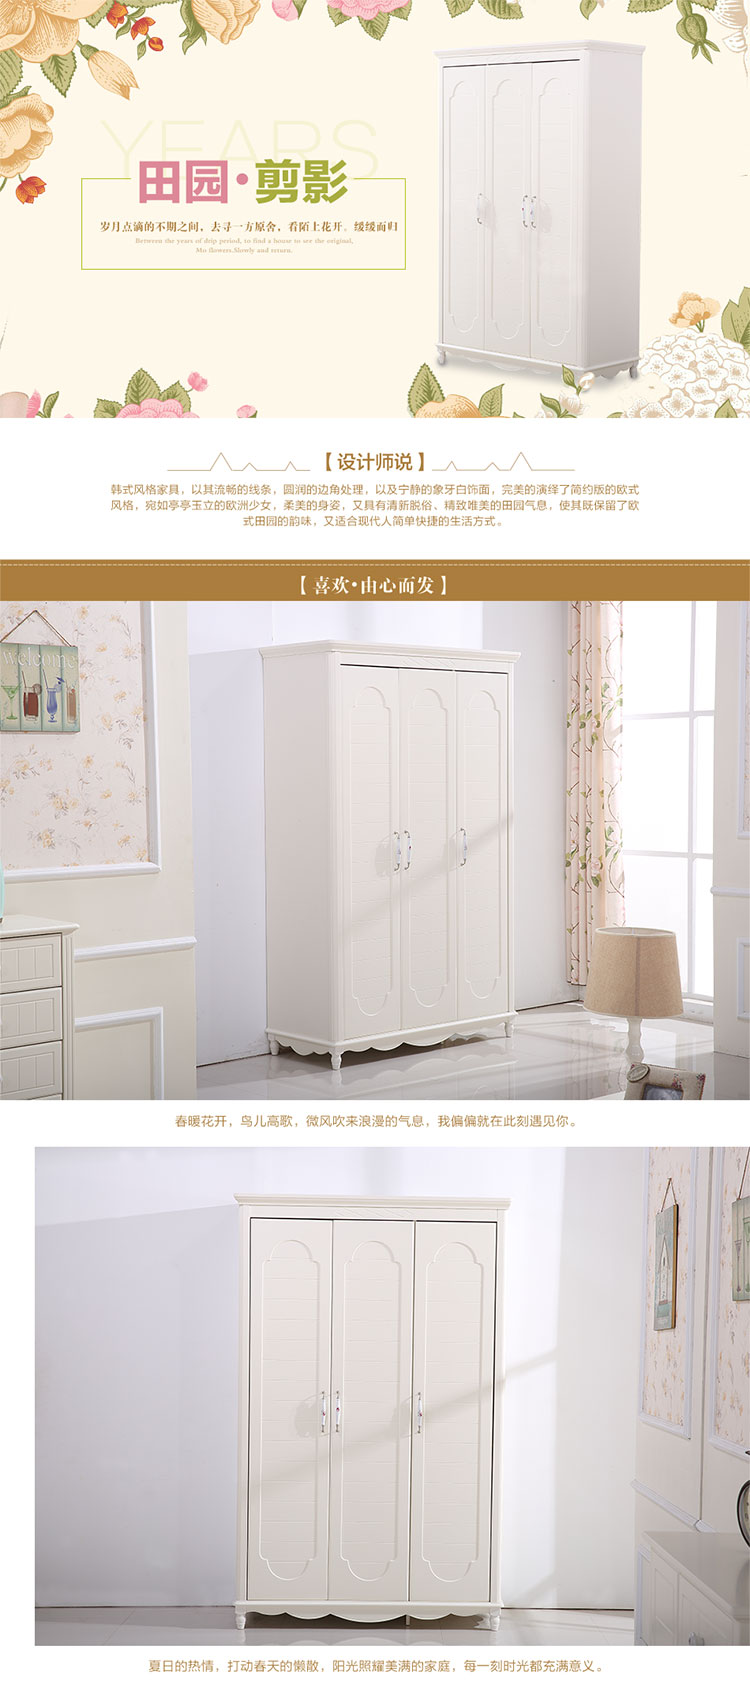 YEARS
田园·剪影
岁月点滴的不期之间，去寻一方原舍，看陌上花开。缓缓而归
Between the years of drip period, to find a house to see the original,
Mo flowers.Slowly and return.
【设计师说】
韩式风格家具，以其流畅的线条，圆润的边角处理，以及宁静的象牙白饰面，完美的演绎了简约版的欧式
风格，宛如亭亭玉立的欧洲少女，柔美的身姿，又具有清新脱俗、精致唯美的田园气息，使其既保留了欧
式田园的韵味，又适合现代人简单快捷的生活方式。
【喜欢·由心而发】
welcome
春暖花开，鸟儿高歌，微风吹来浪漫的气息，我偏偏就在此刻遇见你。
夏日的热情，打动春天的懒散，阳光照耀美满的家庭，每一刻时光都充满意义。